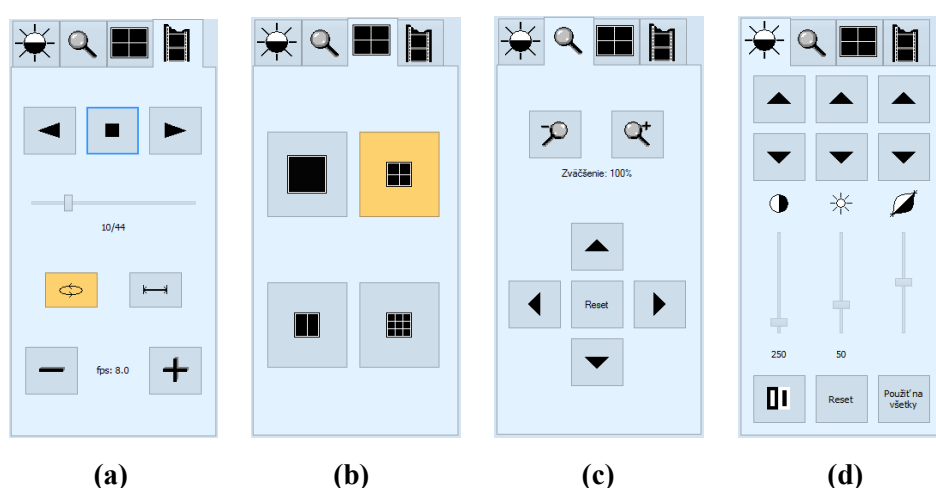 10/44
fps: 8.0
Zväčšenie: 100%
Reset
250
50
Reset
Použiť na
všetky
(a)
(b)
(c)
(d)